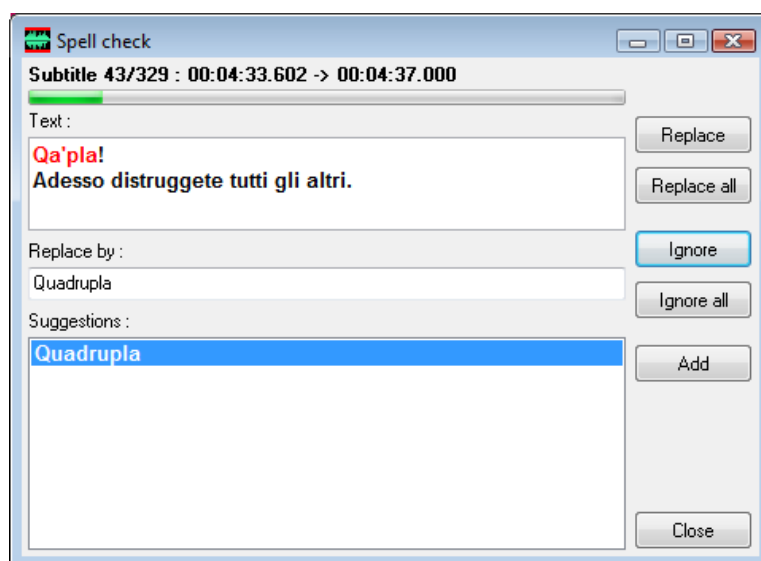 Spell check
Subtitle 43/329 : 00:04:33.602 -> 00:04:37.000
Text :
Qa'pla!
Adesso distruggete tutti gli altri.
Replace by :
Quadrupla
Suggestions :
Quadrupla
Replace
Replace all
Ignore
Ignore all
Add
Close